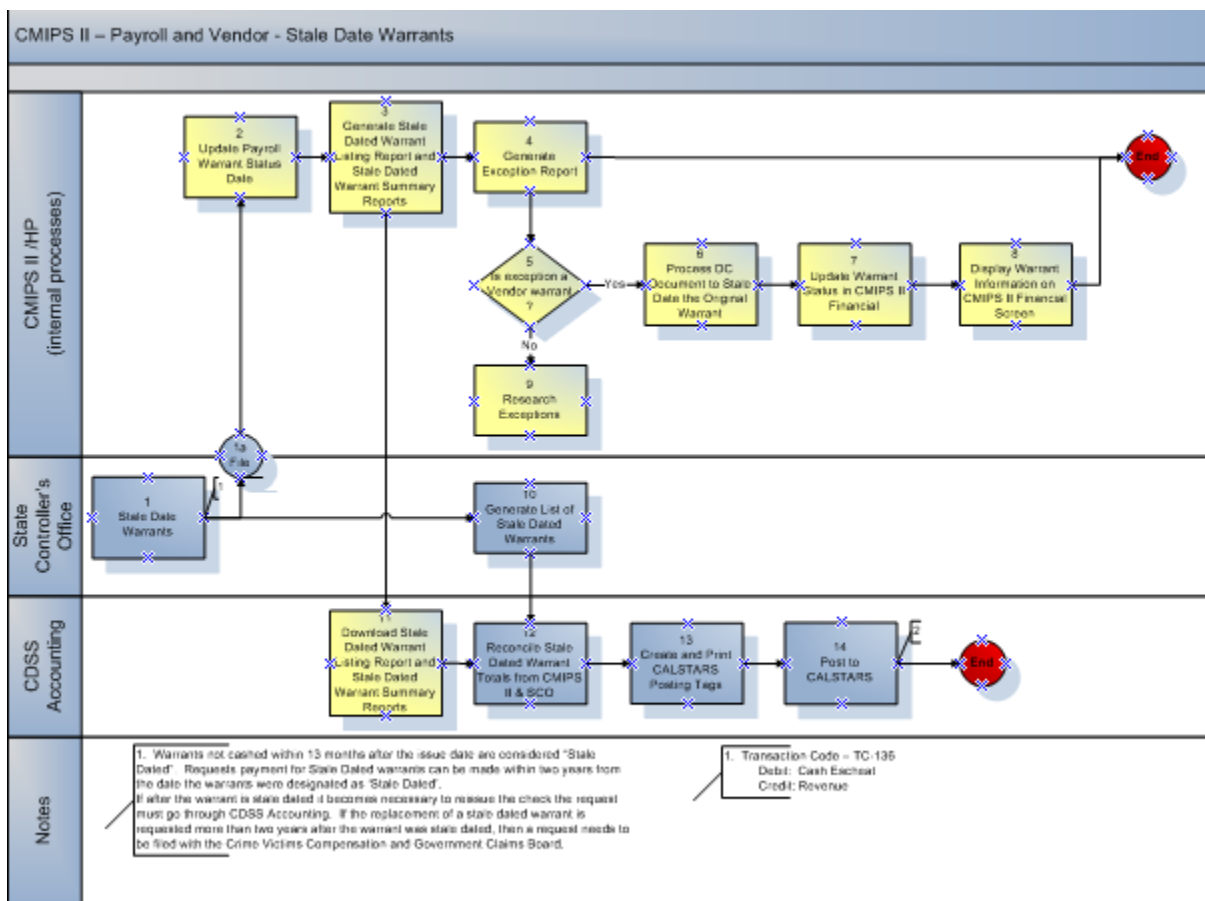 CMIPS II – Payroll and Vendor - Stale Date Warrants
CMIPS II /HP
(internal processes)
2
Update Payroll
Warrant Status
Date
3
Generate Stale
Dated Warrant
Listing Report and
Stale Dated
Warrant Summary
Reports
4
Generate
Exception Report
End
5
Is exception a
Vendor warrant
?
Yes
No
6
Process DC
Document to Stale
Date the Original
Warrant
7
Update Warrant
Status in CMIPS II
Financial
8
Display Warrant
Information on
CMIPS II Financial
Screen
9
Research
Exceptions
1a
File
State
Controller's
Office
1
Stale Date
Warrants
1
10
Generate List of
Stale Dated
Warrants
CDSS
Accounting
11
Download Stale
Dated Warrant
Listing Report and
Stale Dated
Warrant Summary
Reports
12
Reconcile Stale
Dated Warrant
Totals from CMIPS
II & SCO
13
Create and Print
CALSTARS
Posting Tags
14
Post to
CALSTARS
2
End
Notes
1. Warrants not cashed within 13 months after the issue date are considered "Stale
Dated". Requests payment for Stale Dated warrants can be made within two years from
the date the warrants were designated as 'Stale Dated'.
If after the warrant is stale dated it becomes necessary to reissue the check the request
must go through CDSS Accounting. If the replacement of a stale dated warrant is
requested more than two years after the warrant was stale dated, then a request needs to
be filed with the Crime Victims Compensation and Government Claims Board.
1. Transaction Code – TC-136
Debit: Cash Escheat
Credit: Revenue